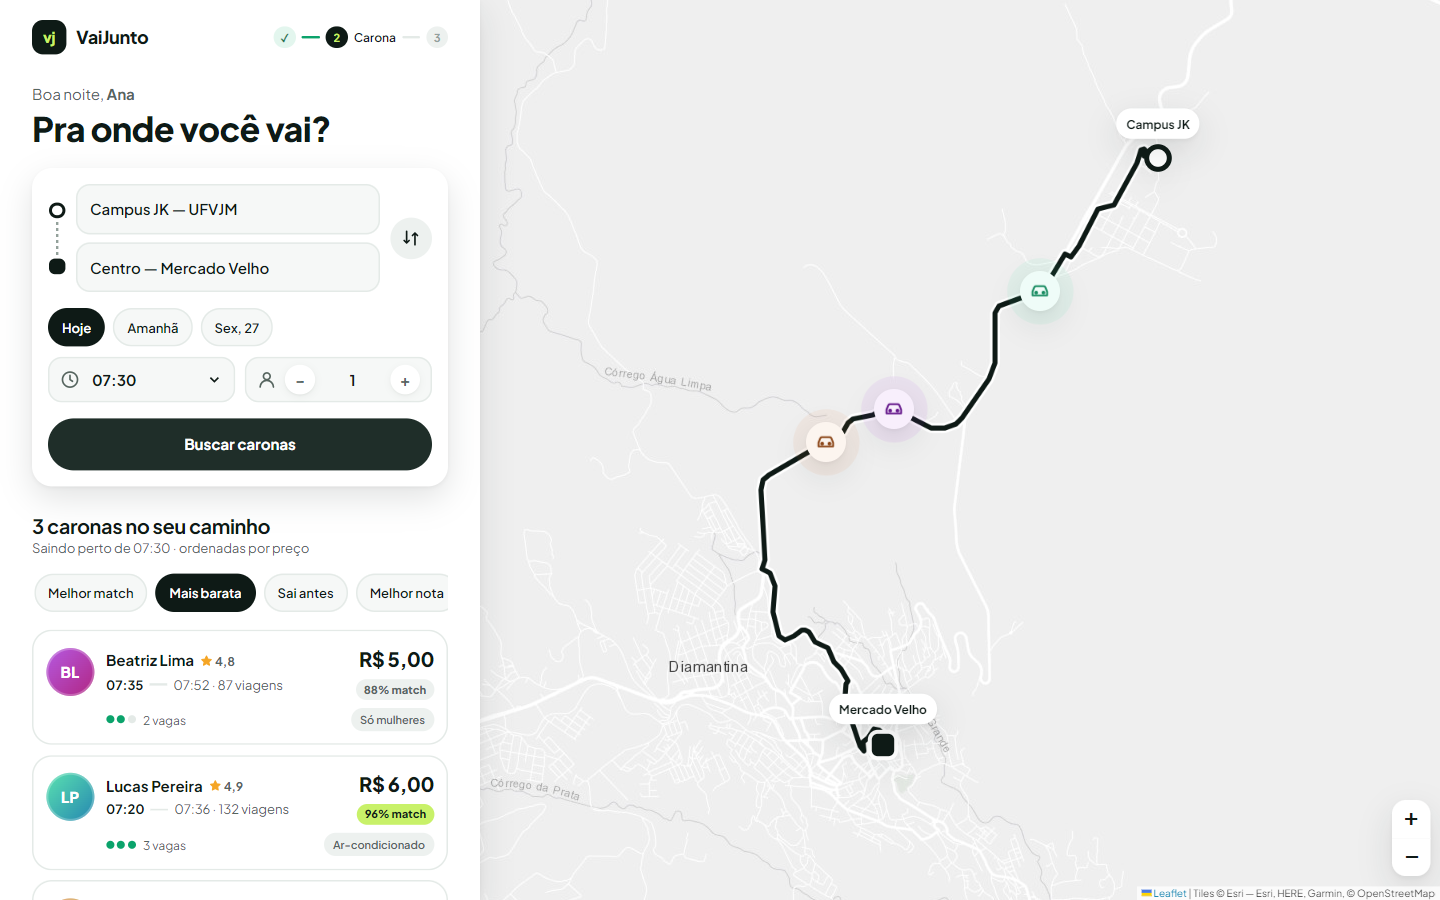 vj VaiJunto
✓ 2 Carona 3
Boa noite, Ana
Pra onde você vai?
Campus JK — UFVJM
Centro — Mercado Velho
Hoje Amanhã Sex, 27
07:30 − 1 +
Buscar caronas
3 caronas no seu caminho
Saindo perto de 07:30 · ordenadas por preço
Melhor match Mais barata Sai antes Melhor nota
BL Beatriz Lima ★ 4,8 R$ 5,00
07:35 — 07:52 · 87 viagens 88% match
2 vagas Só mulheres
LP Lucas Pereira ★ 4,9 R$ 6,00
07:20 — 07:36 · 132 viagens 96% match
3 vagas Ar-condicionado
Campus JK
Córrego Água Limpa
Diamantina
Mercado Velho
Grande
Córrego da Prata
+
−
Leaflet | Tiles © Esri — Esri, HERE, Garmin, © OpenStreetMap